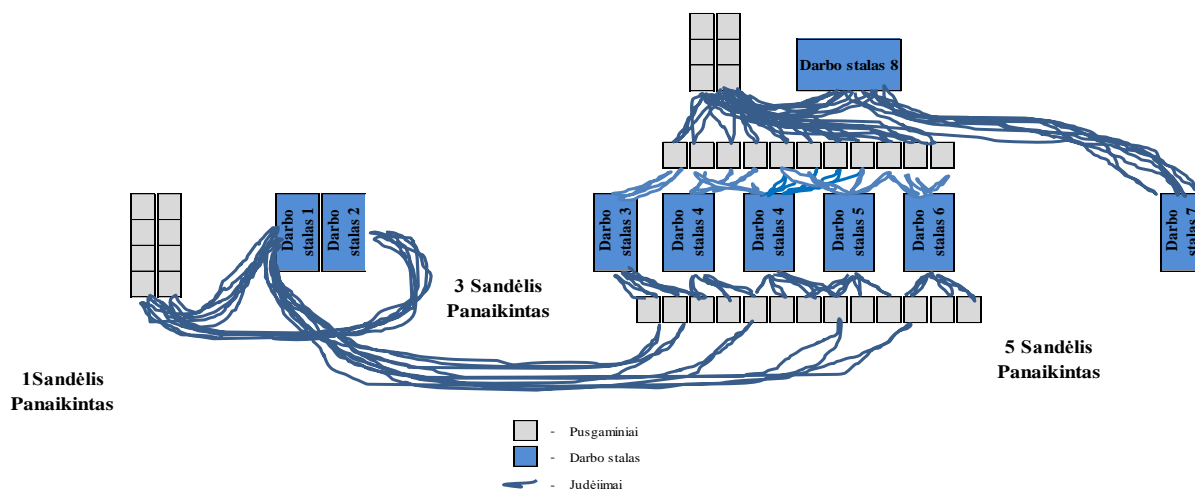 Darbo stalas 8
Darbo
stalas 1
Darbo
stalas 2
Darbo
stalas 3
Darbo
stalas 4
Darbo
stalas 4
Darbo
stalas 5
Darbo
stalas 6
Darbo
stalas 7
3 Sandėlis
Panaikintas
5 Sandėlis
Panaikintas
1Sandėlis
Panaikintas
- Pusgaminiai
- Darbo stalas
- Judėjimai